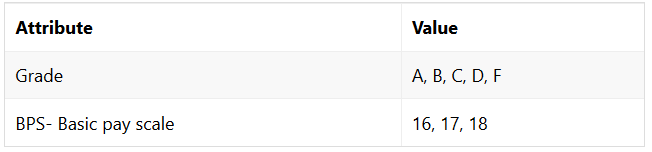 Attribute Value
Grade A, B, C, D, F
BPS- Basic pay scale 16, 17, 18